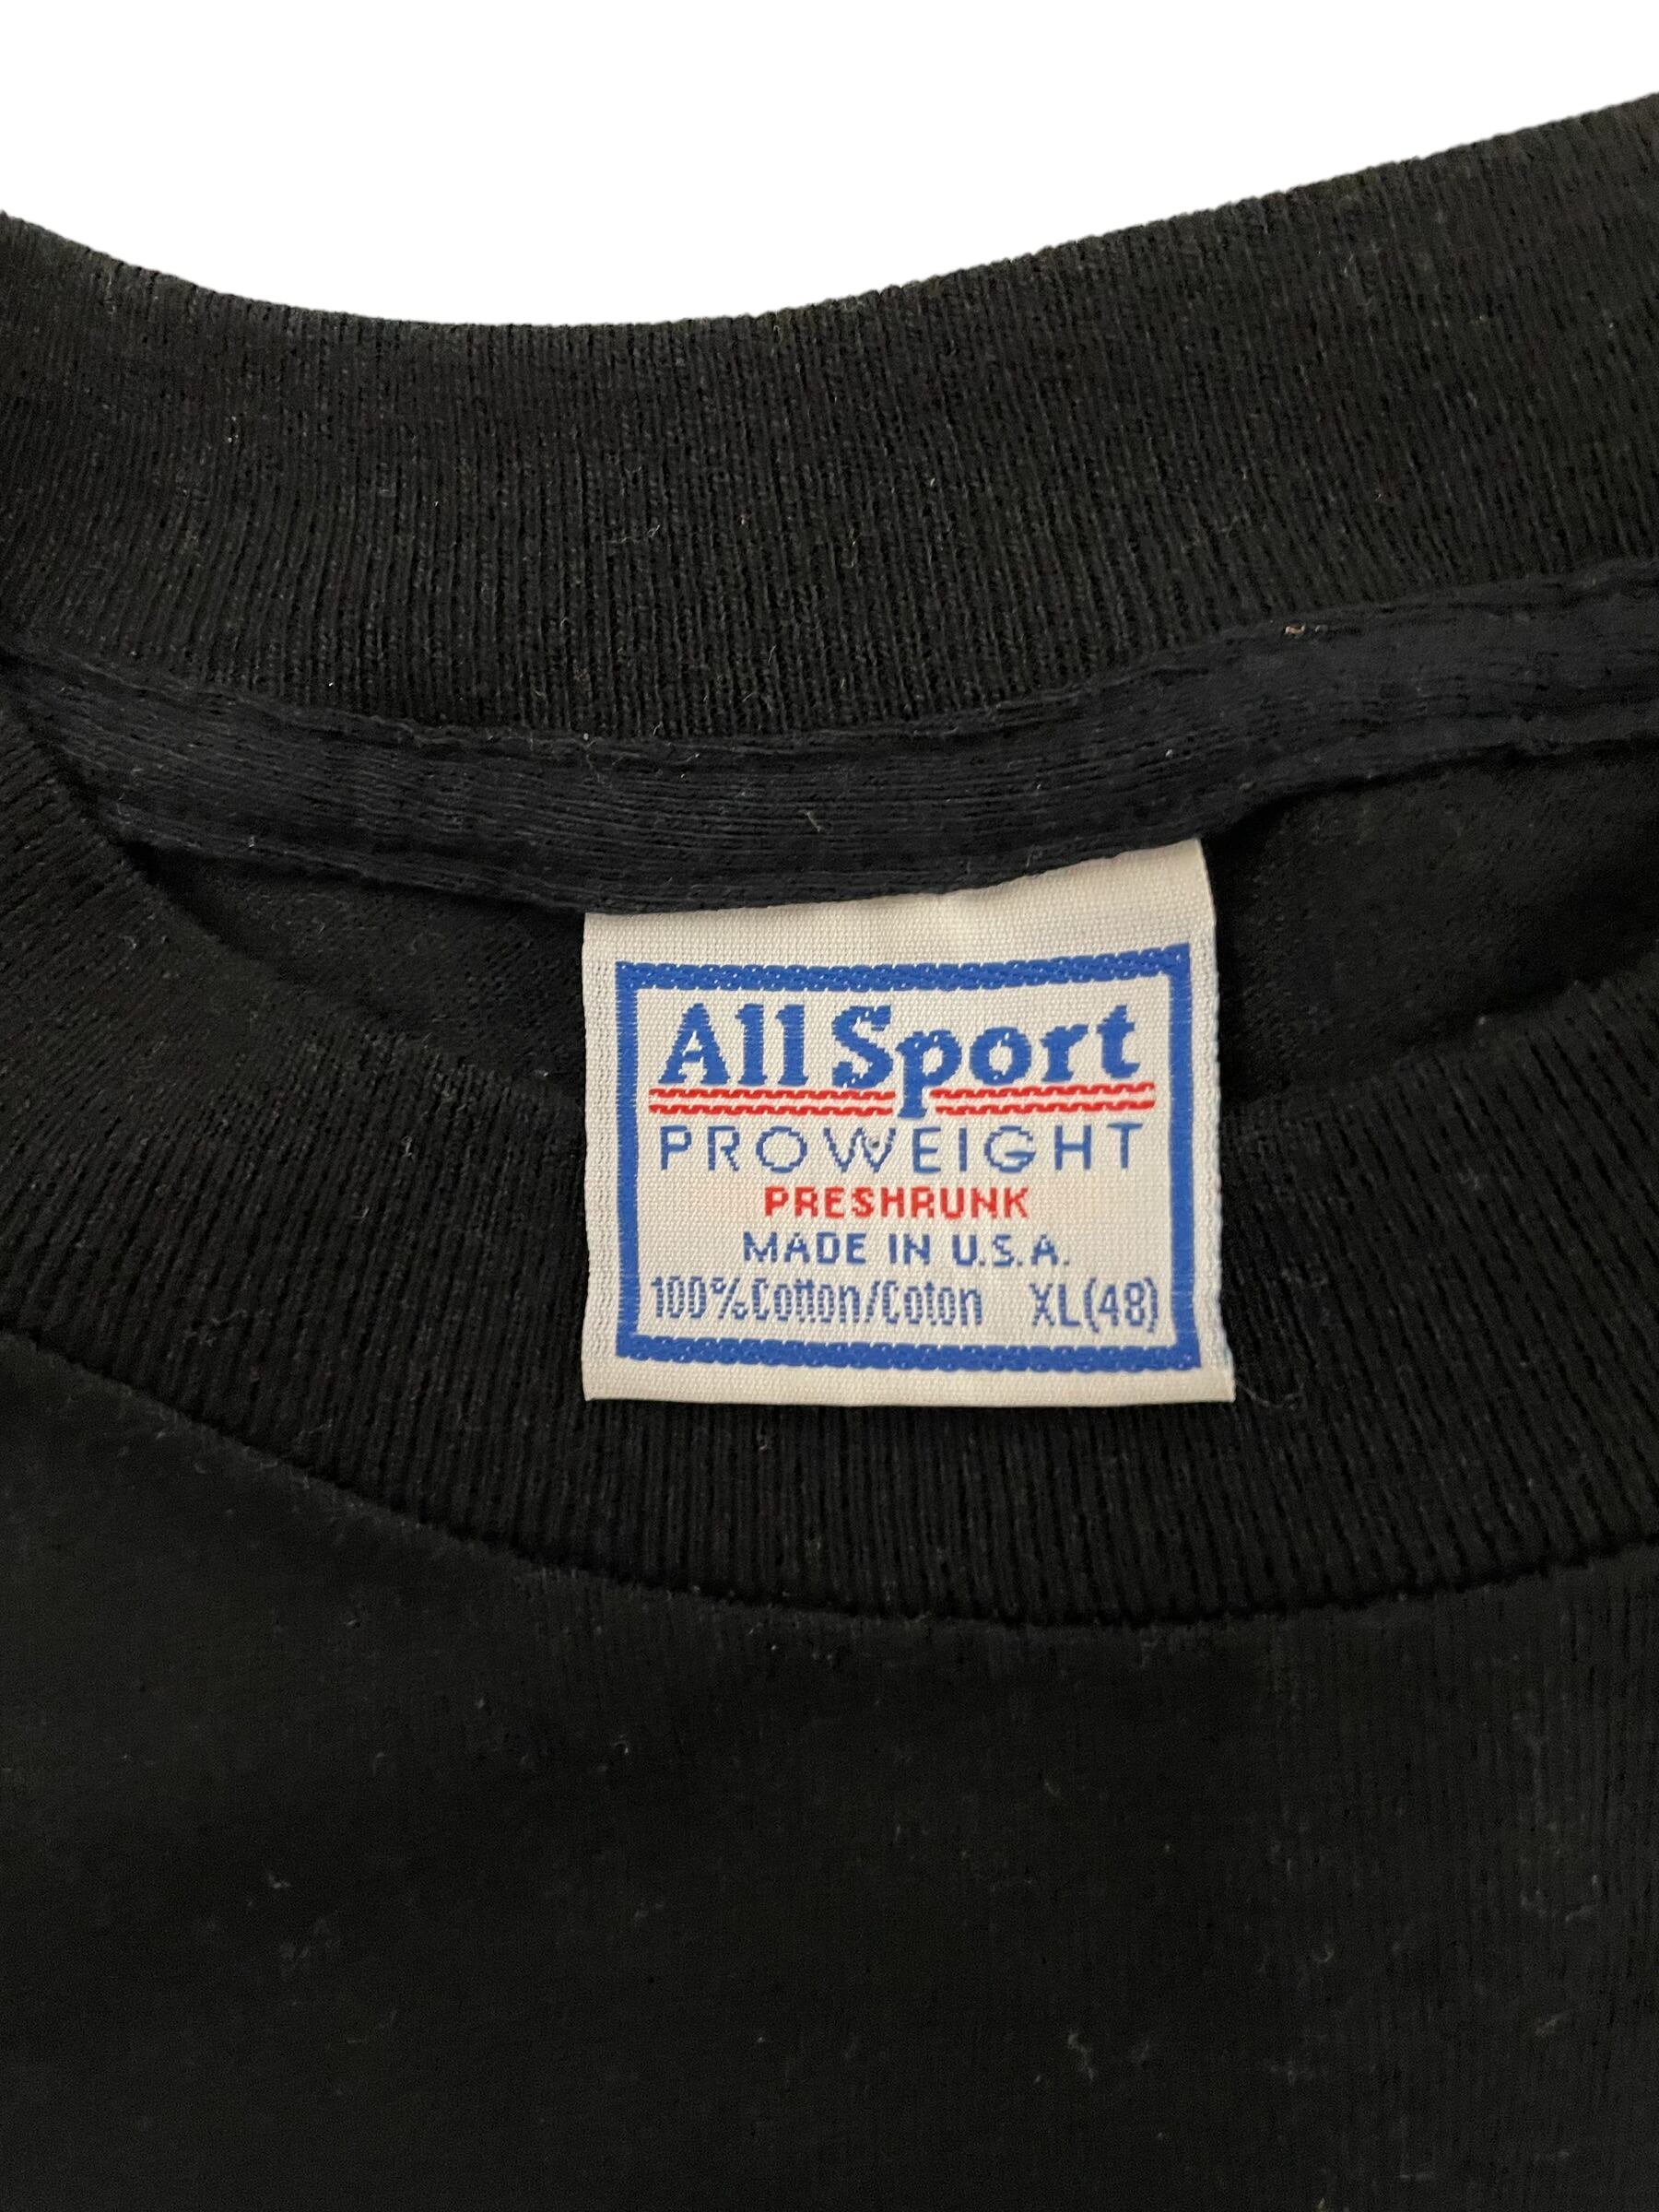 All Sport
PROWEIGHT
PRESHRUNK
MADE IN U.S.A.
100% Cotton/Coton XL(48)